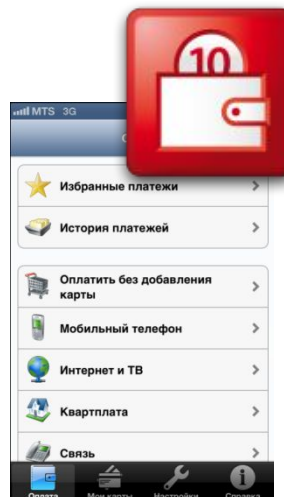 10
MTS 3G
Избранные платежи
История платежей
Оплатить без добавления
карты
Мобильный телефон
Интернет и ТВ
Квартплата
Связь
Оплата Мои карты Настройки Справка